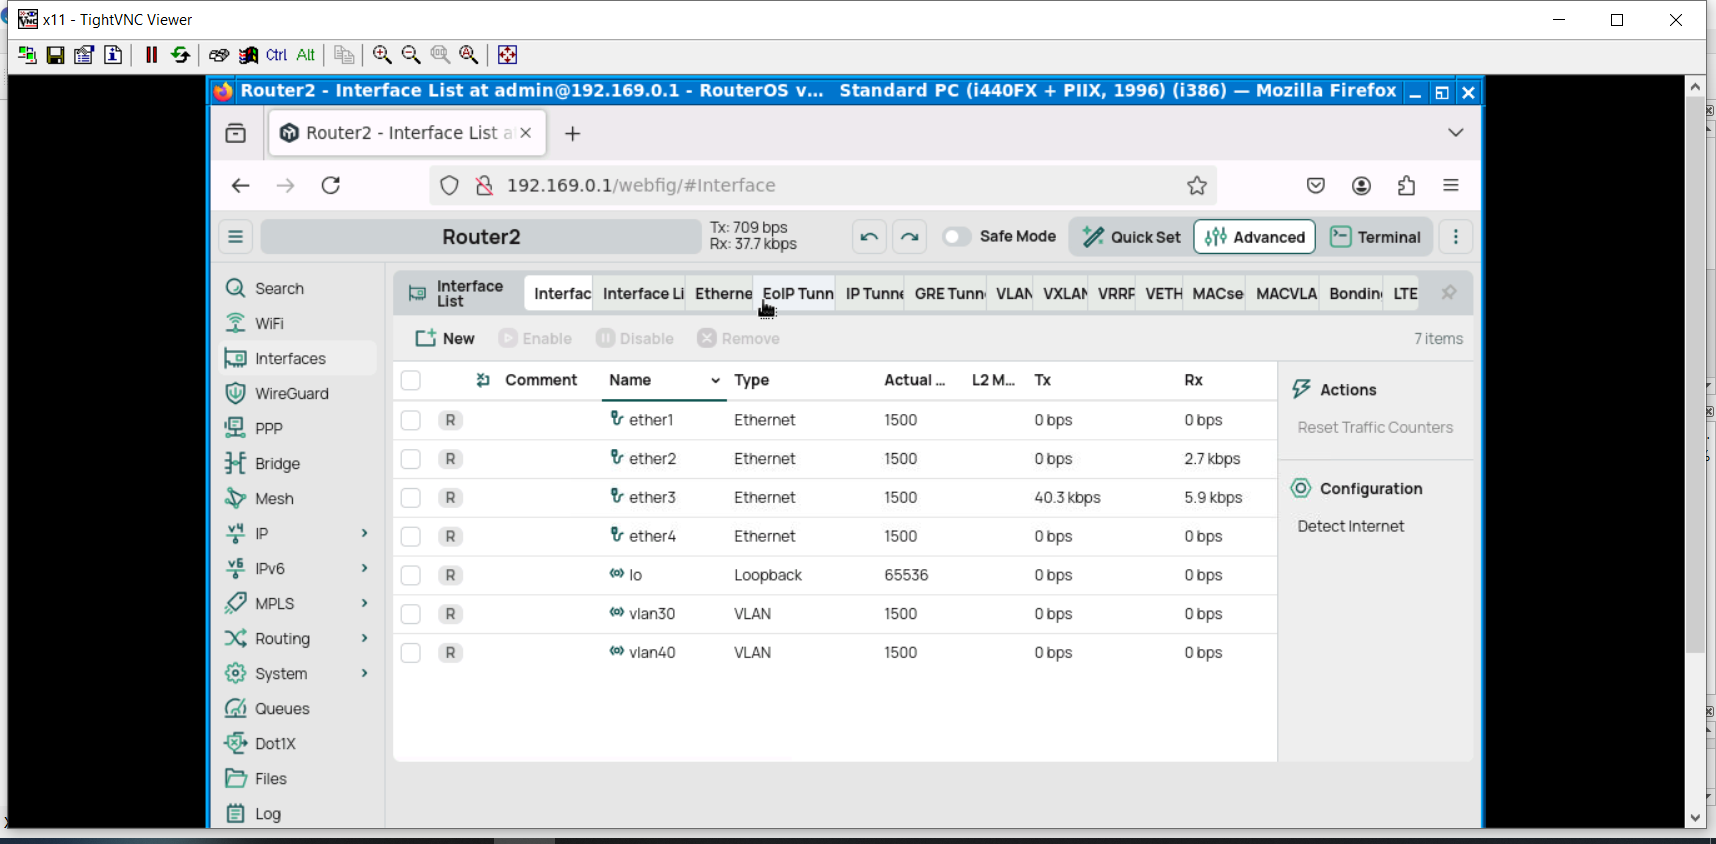 x11 - TightVNC Viewer
Ctrl Alt
Router2 - Interface List at admin@192.169.0.1 - RouterOS v... Standard PC (i440FX + PIIX, 1996) (i386) — Mozilla Firefox
Router2 - Interface List a
192.169.0.1/webfig/#Interface
Router2
Tx: 709 bps
Rx: 37.7 kbps
Safe Mode
Quick Set
Advanced
Terminal
Search
WiFi
Interfaces
WireGuard
PPP
Bridge
Mesh
IP
IPv6
MPLS
Routing
System
Queues
Dot1X
Files
Log
Interface
List
Interfac Interface Li Etherne EoIP Tunn IP Tunne GRE Tunn VLAN VXLAN VRRP VETH MACse MACVLA Bondin LTE
New Enable Disable Remove 7 items
Comment Name Type Actual ... L2 M... Tx Rx
R ether1 Ethernet 1500 0 bps 0 bps
R ether2 Ethernet 1500 0 bps 2.7 kbps
R ether3 Ethernet 1500 40.3 kbps 5.9 kbps
R ether4 Ethernet 1500 0 bps 0 bps
R lo Loopback 65536 0 bps 0 bps
R vlan30 VLAN 1500 0 bps 0 bps
R vlan40 VLAN 1500 0 bps 0 bps
Actions
Reset Traffic Counters
Configuration
Detect Internet